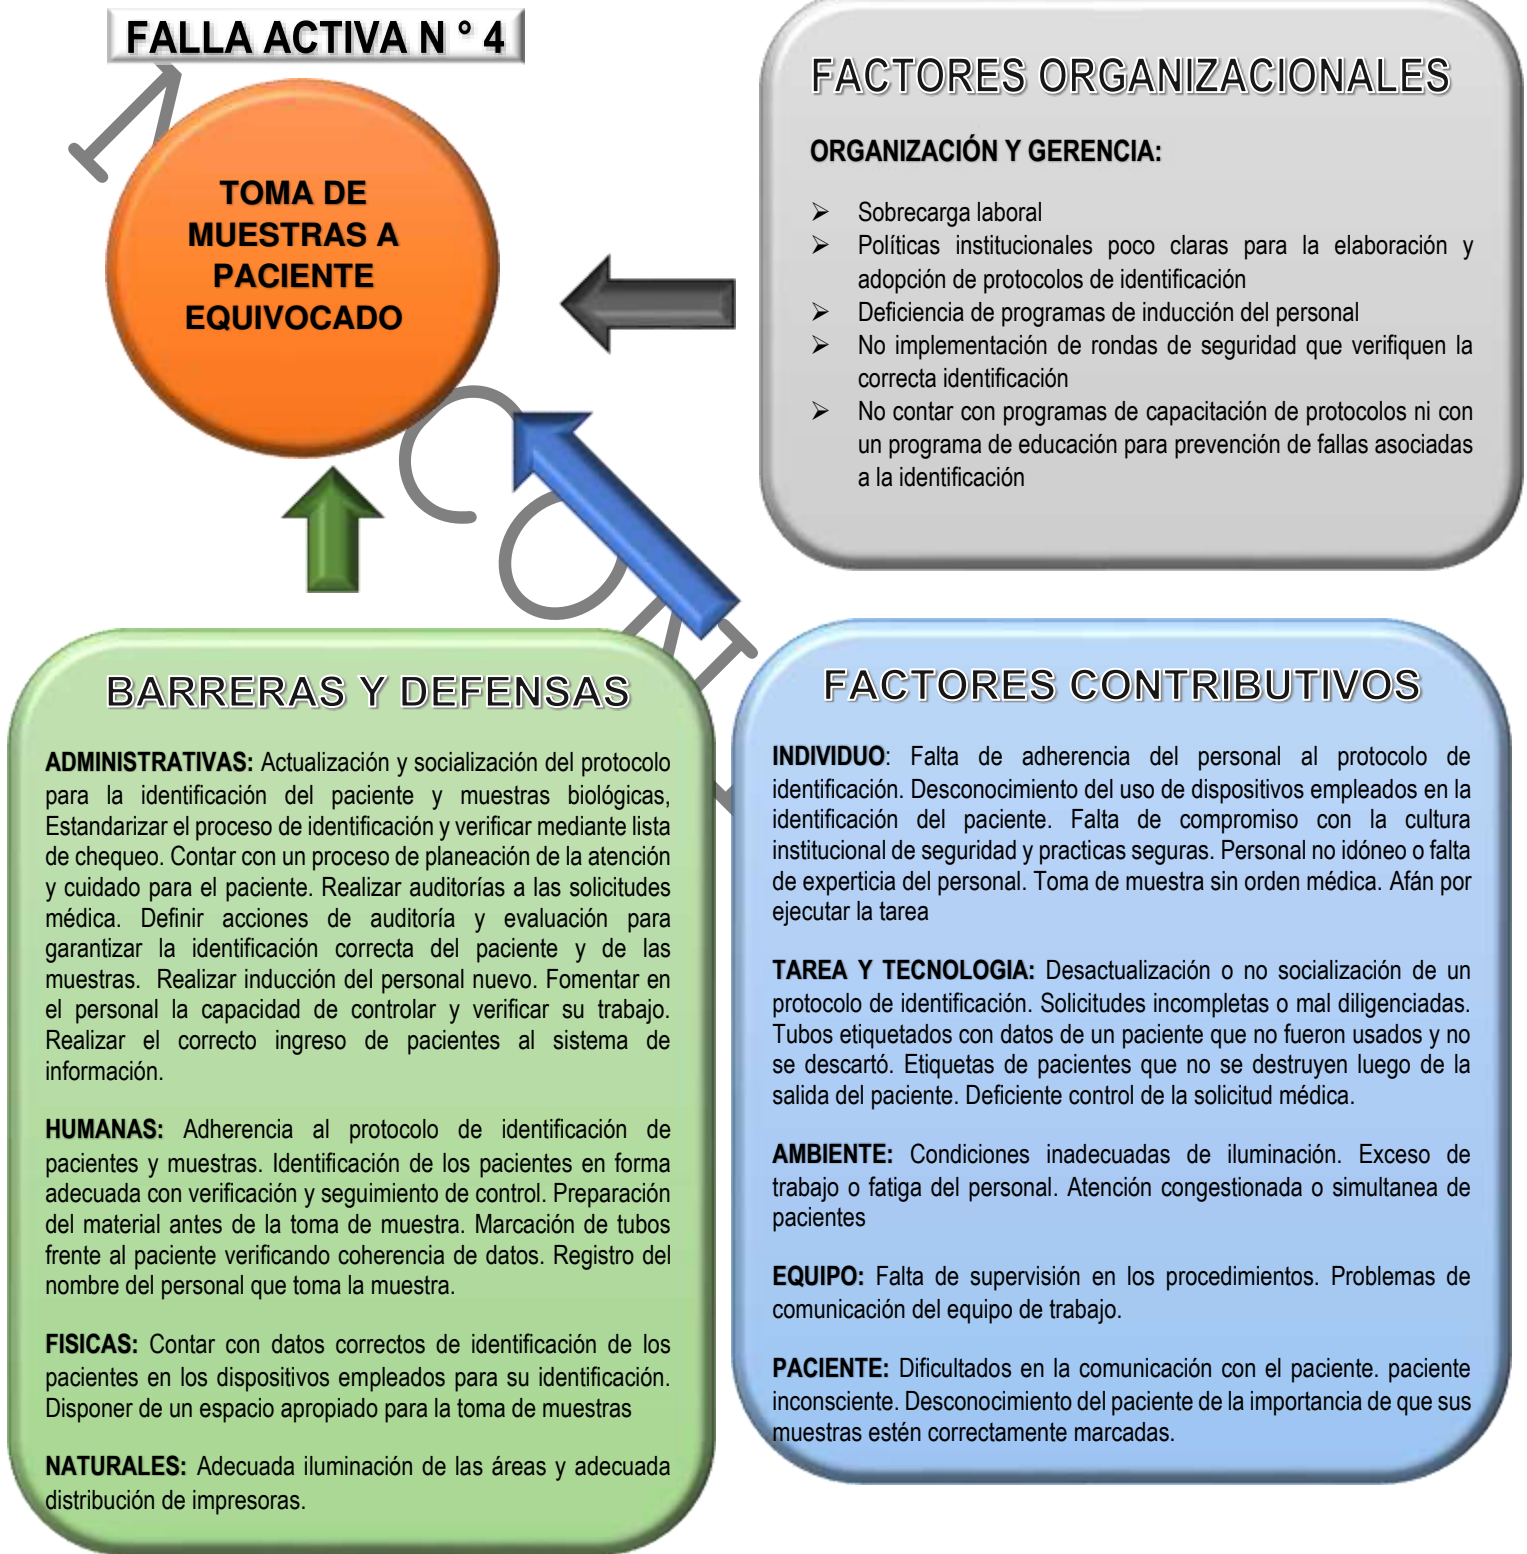 FALLA ACTIVA N ° 4
TOMA DE
MUESTRAS A
PACIENTE
EQUIVOCADO
FACTORES ORGANIZACIONALES
ORGANIZACIÓN Y GERENCIA:
➢ Sobrecarga laboral
➢ Políticas institucionales poco claras para la elaboración y
adopción de protocolos de identificación
➢ Deficiencia de programas de inducción del personal
➢ No implementación de rondas de seguridad que verifiquen la
correcta identificación
➢ No contar con programas de capacitación de protocolos ni con
un programa de educación para prevención de fallas asociadas
a la identificación
BARRERAS Y DEFENSAS
ADMINISTRATIVAS: Actualización y socialización del protocolo
para la identificación del paciente y muestras biológicas,
Estandarizar el proceso de identificación y verificar mediante lista
de chequeo. Contar con un proceso de planeación de la atención
y cuidado para el paciente. Realizar auditorías a las solicitudes
médica. Definir acciones de auditoría y evaluación para
garantizar la identificación correcta del paciente y de las
muestras. Realizar inducción del personal nuevo. Fomentar en
el personal la capacidad de controlar y verificar su trabajo.
Realizar el correcto ingreso de pacientes al sistema de
información.
HUMANAS: Adherencia al protocolo de identificación de
pacientes y muestras. Identificación de los pacientes en forma
adecuada con verificación y seguimiento de control. Preparación
del material antes de la toma de muestra. Marcación de tubos
frente al paciente verificando coherencia de datos. Registro del
nombre del personal que toma la muestra.
FISICAS: Contar con datos correctos de identificación de los
pacientes en los dispositivos empleados para su identificación.
Disponer de un espacio apropiado para la toma de muestras
NATURALES: Adecuada iluminación de las áreas y adecuada
distribución de impresoras.
FACTORES CONTRIBUTIVOS
INDIVIDUO: Falta de adherencia del personal al protocolo de
identificación. Desconocimiento del uso de dispositivos empleados en la
identificación del paciente. Falta de compromiso con la cultura
institucional de seguridad y practicas seguras. Personal no idóneo o falta
de experticia del personal. Toma de muestra sin orden médica. Afán por
ejecutar la tarea
TAREA Y TECNOLOGIA: Desactualización o no socialización de un
protocolo de identificación. Solicitudes incompletas o mal diligenciadas.
Tubos etiquetados con datos de un paciente que no fueron usados y no
se descartó. Etiquetas de pacientes que no se destruyen luego de la
salida del paciente. Deficiente control de la solicitud médica.
AMBIENTE: Condiciones inadecuadas de iluminación. Exceso de
trabajo o fatiga del personal. Atención congestionada o simultanea de
pacientes
EQUIPO: Falta de supervisión en los procedimientos. Problemas de
comunicación del equipo de trabajo.
PACIENTE: Dificultados en la comunicación con el paciente. paciente
inconsciente. Desconocimiento del paciente de la importancia de que sus
muestras estén correctamente marcadas.